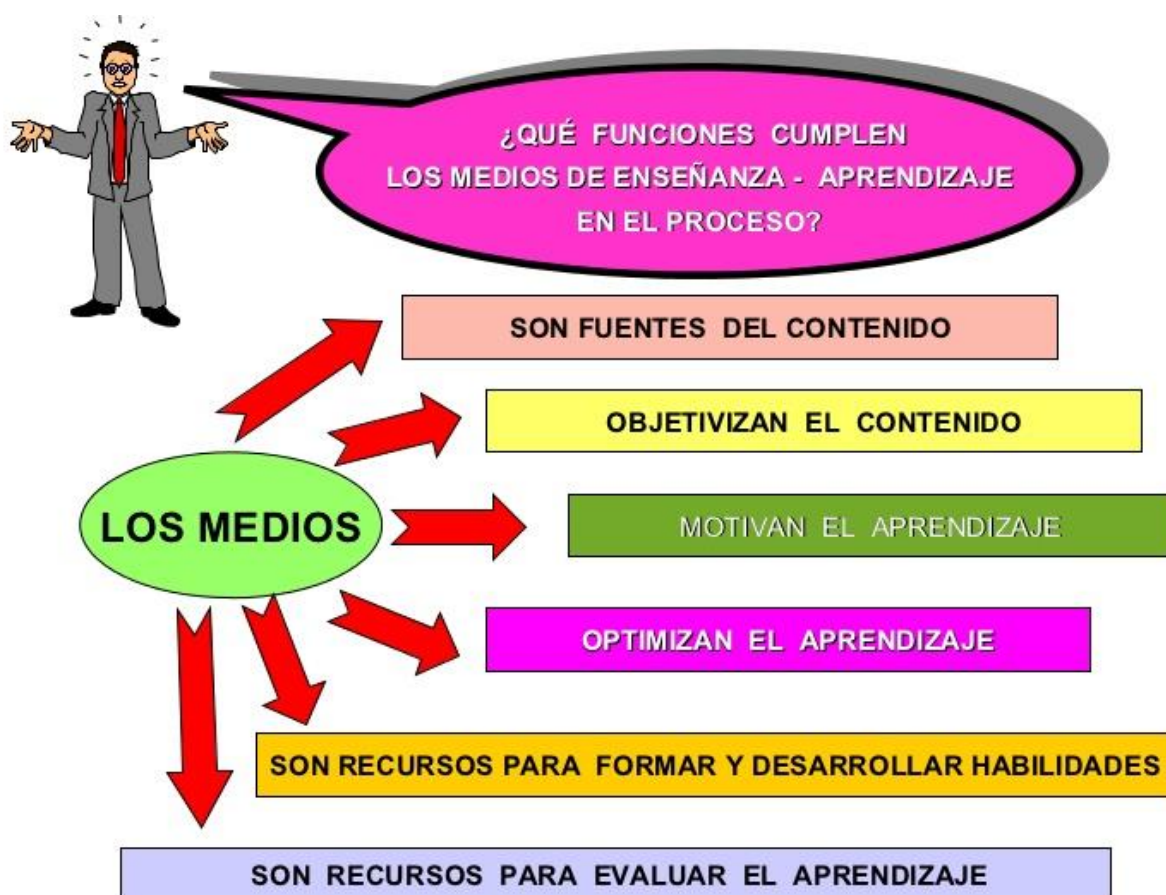 ¿QUÉ FUNCIONES CUMPLEN
LOS MEDIOS DE ENSEÑANZA - APRENDIZAJE
EN EL PROCESO?
SON FUENTES DEL CONTENIDO
OBJETIVIZAN EL CONTENIDO
LOS MEDIOS
MOTIVAN EL APRENDIZAJE
OPTIMIZAN EL APRENDIZAJE
SON RECURSOS PARA FORMAR Y DESARROLLAR HABILIDADES
SON RECURSOS PARA EVALUAR EL APRENDIZAJE